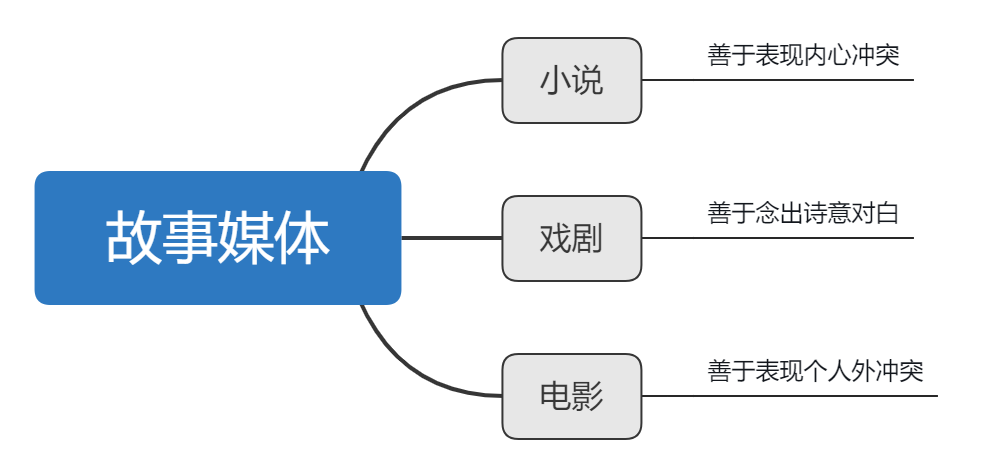 善于表现内心冲突
小说
故事媒体
善于念出诗意对白
戏剧
善于表现个人外冲突
电影